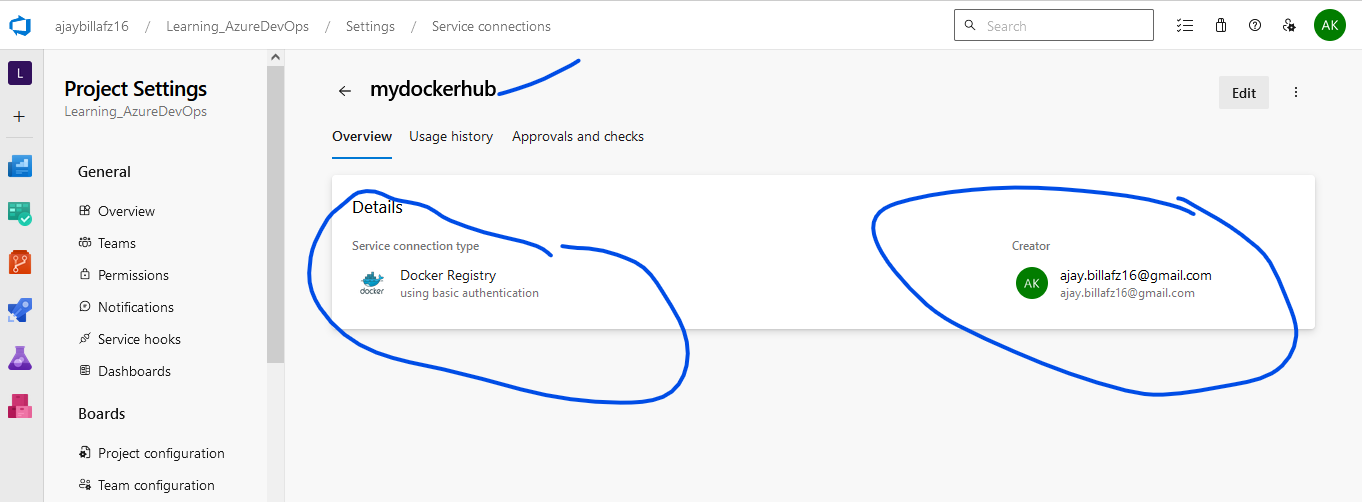 ajaybillafz16 / Learning_AzureDevOps / Settings / Service connections
Search
AK
L
Project Settings
Learning_AzureDevOps
General
Overview
Teams
Permissions
Notifications
Service hooks
Dashboards
Boards
Project configuration
Team configuration
mydockerhub
Edit
Overview Usage history Approvals and checks
Details
Service connection type
docker
Docker Registry
using basic authentication
Creator
AK
ajay.billafz16@gmail.com
ajay.billafz16@gmail.com